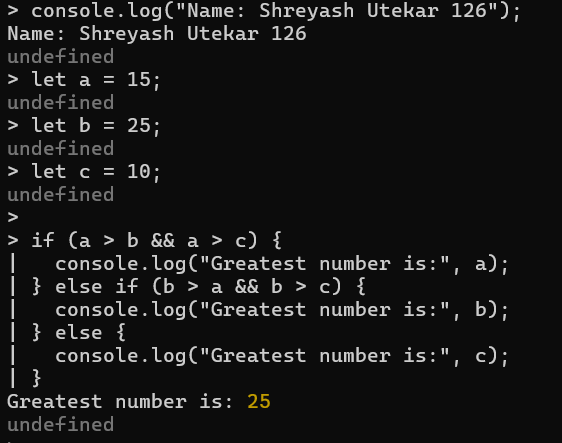 > console.log("Name: Shreyash Utekar 126");
Name: Shreyash Utekar 126
undefined
> let a = 15;
undefined
> let b = 25;
undefined
> let c = 10;
undefined
>
> if (a > b && a > c) {
|   console.log("Greatest number is:", a);
| } else if (b > a && b > c) {
|   console.log("Greatest number is:", b);
| } else {
|   console.log("Greatest number is:", c);
| }
Greatest number is: 25
undefined